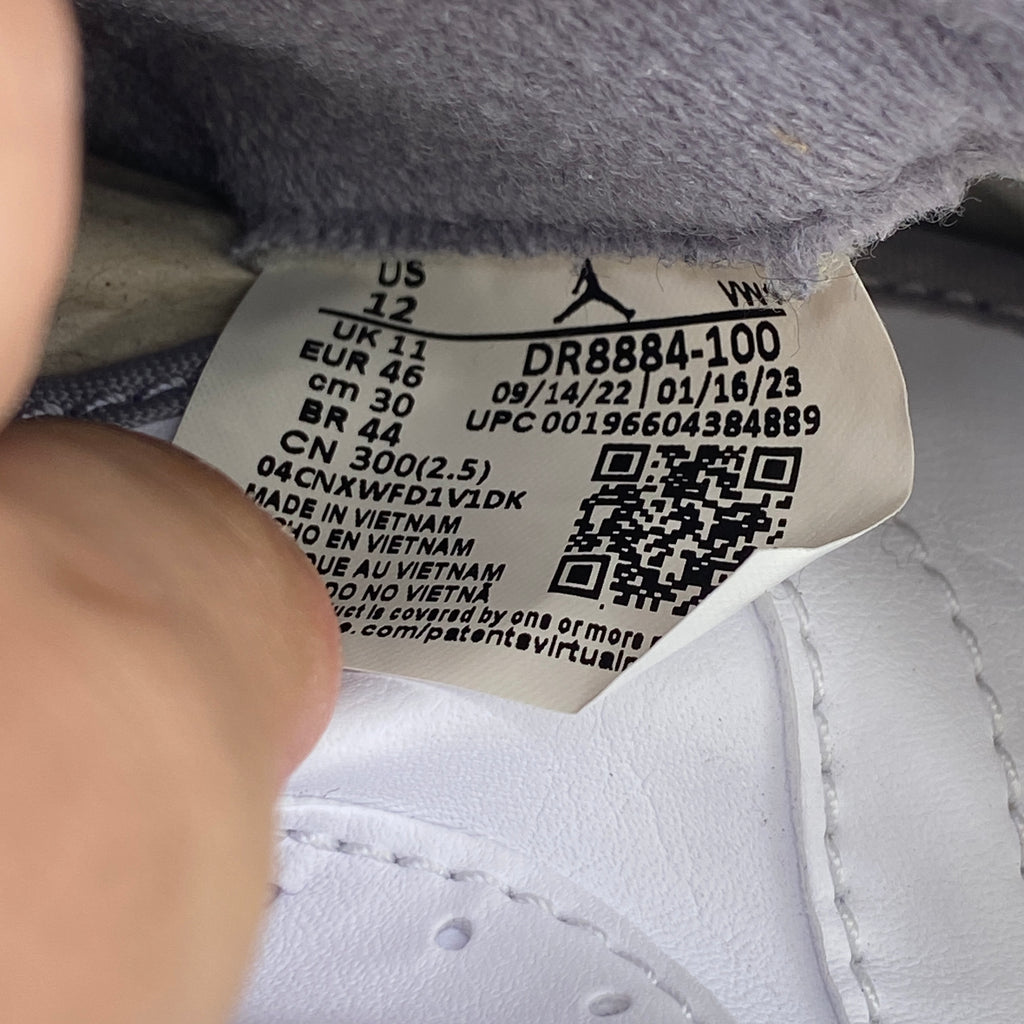 US
12
UK 11
EUR 46
cm 30
BR 44
CN 300(2.5)
04CNXWFD1V1DK
MADE IN VIETNAM
HO EN VIETNAM
QUE AU VIETNAM
DO NO VIETNÃ
uct is covered by one or more
e.com/patentsvirtual
DR8884-100
09/14/22 | 01/16/23
UPC 00196604384889